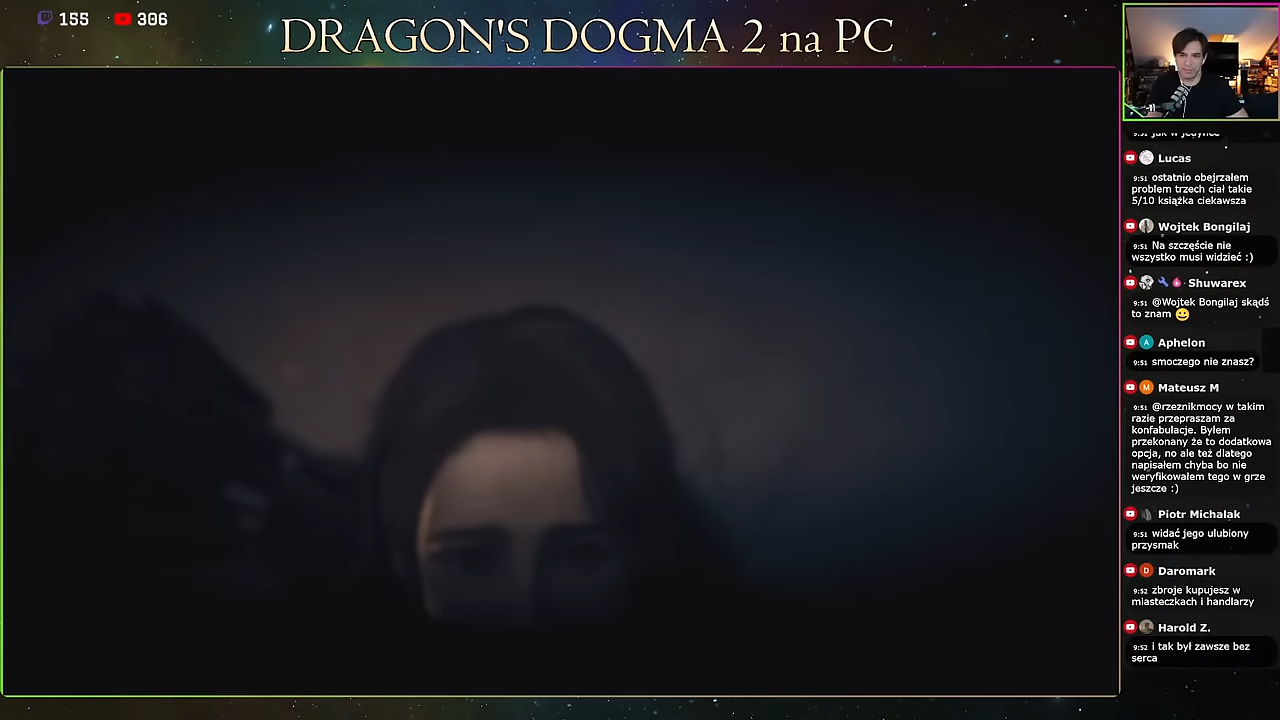 155 306
DRAGON'S DOGMA 2 na PC
9:51 jak w jedynce
Lucas
9:51 ostatnio obejrzałem
problem trzech ciał takie
5/10 książka ciekawsza
Wojtek Bongilaj
9:51 Na szczęście nie
wszystko musi widzieć :)
Shuwarex
9:51 @Wojtek Bongilaj skądś
to znam 😀
A Aphelon
9:51 smoczego nie znasz?
M Mateusz M
9:51 @rzeznikmocy w takim
razie przepraszam za
konfabulacje. Byłem
przekonany że to dodatkowa
opcja, no ale też dlatego
napisałem chyba bo nie
weryfikowałem tego w grze
jeszcze :)
Piotr Michalak
9:51 widać jego ulubiony
przysmak
D Daromark
9:52 zbroje kupujesz w
miasteczkach i handlarzy
Harold Z.
9:52 i tak był zawsze bez
serca